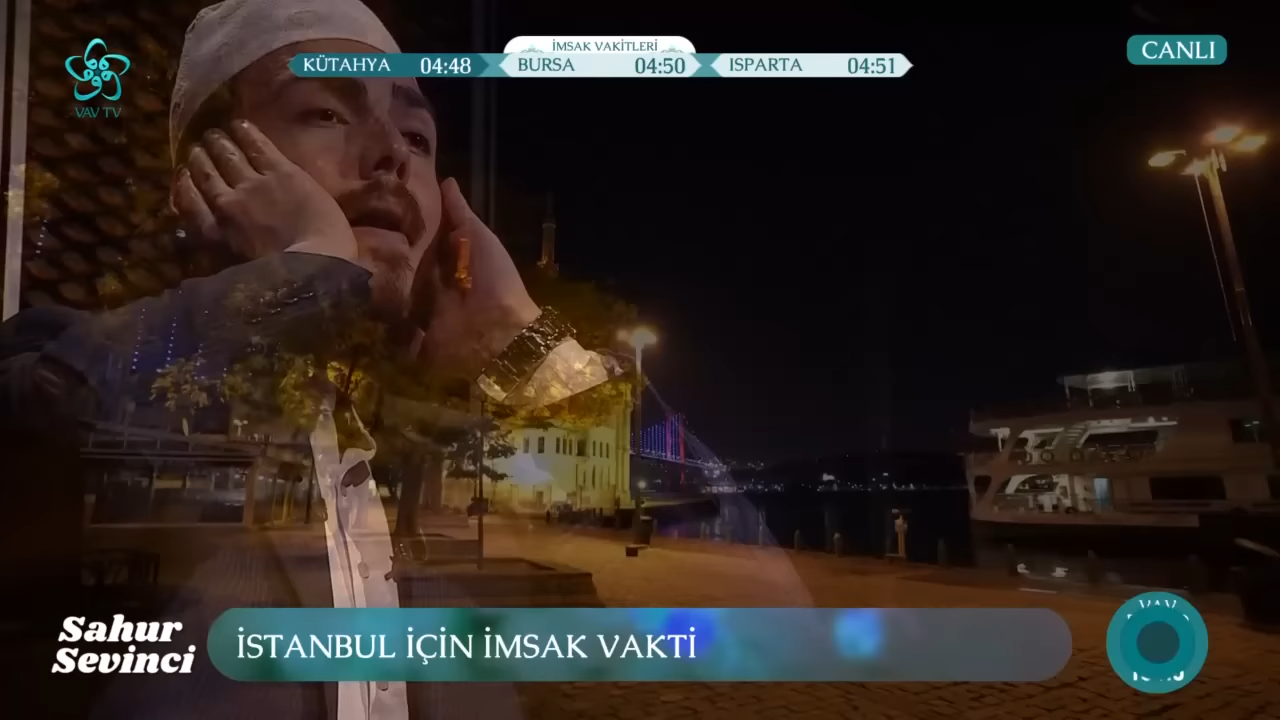 İMSAK VAKİTLERİ
KÜTAHYA 04:48 BURSA 04:50 ISPARTA 04:51
CANLI
VAV TV
Sahur
Sevinci
İSTANBUL İÇİN İMSAK VAKTİ